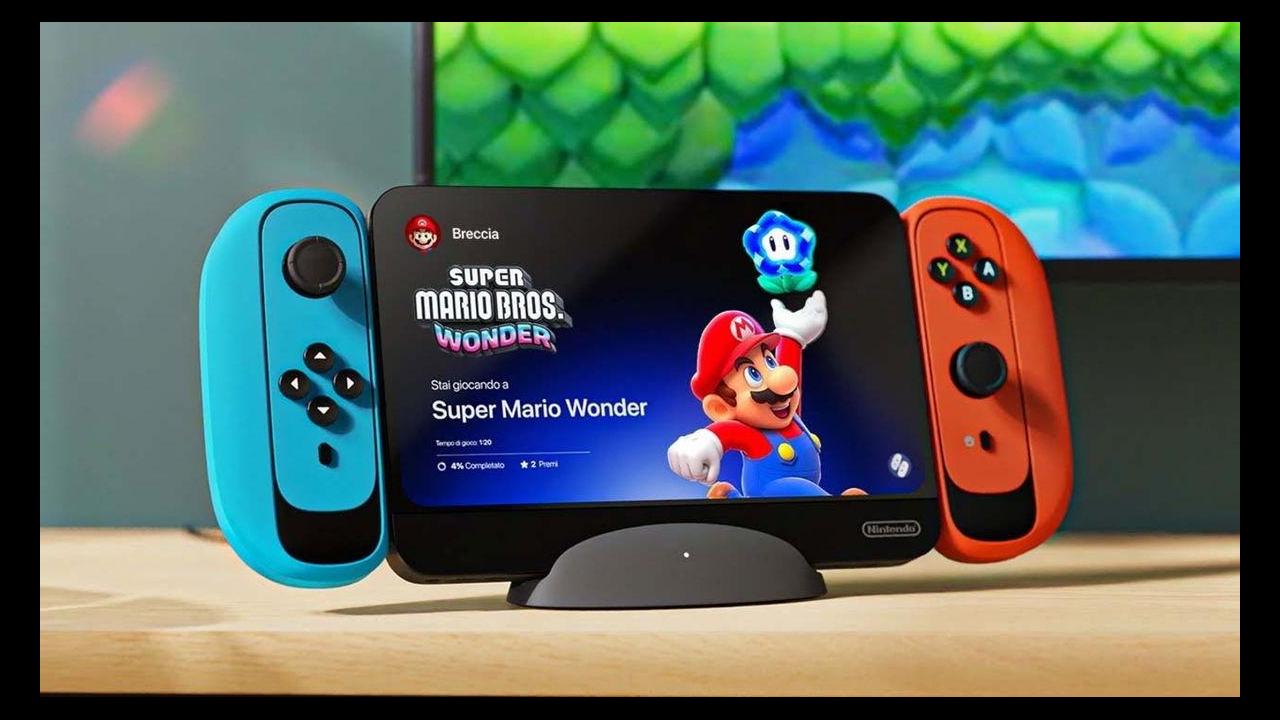 Breccia
SUPER
MARIO BROS.
WONDER
Stai giocando a
Super Mario Wonder
Tempo di gioco: 1:20
4% Completato ★ 2 Premi
Nintendo
X
Y A
B